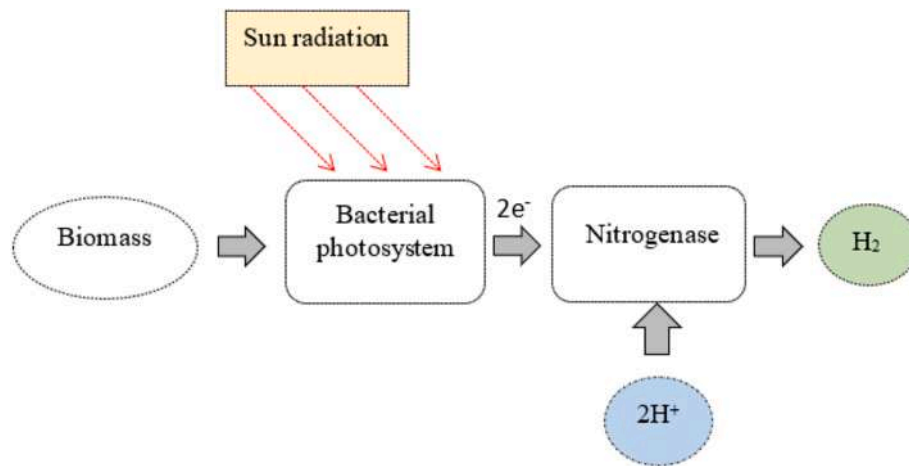 Sun radiation
Biomass
Bacterial
photosystem
2e⁻
Nitrogenase
H₂
2H⁺